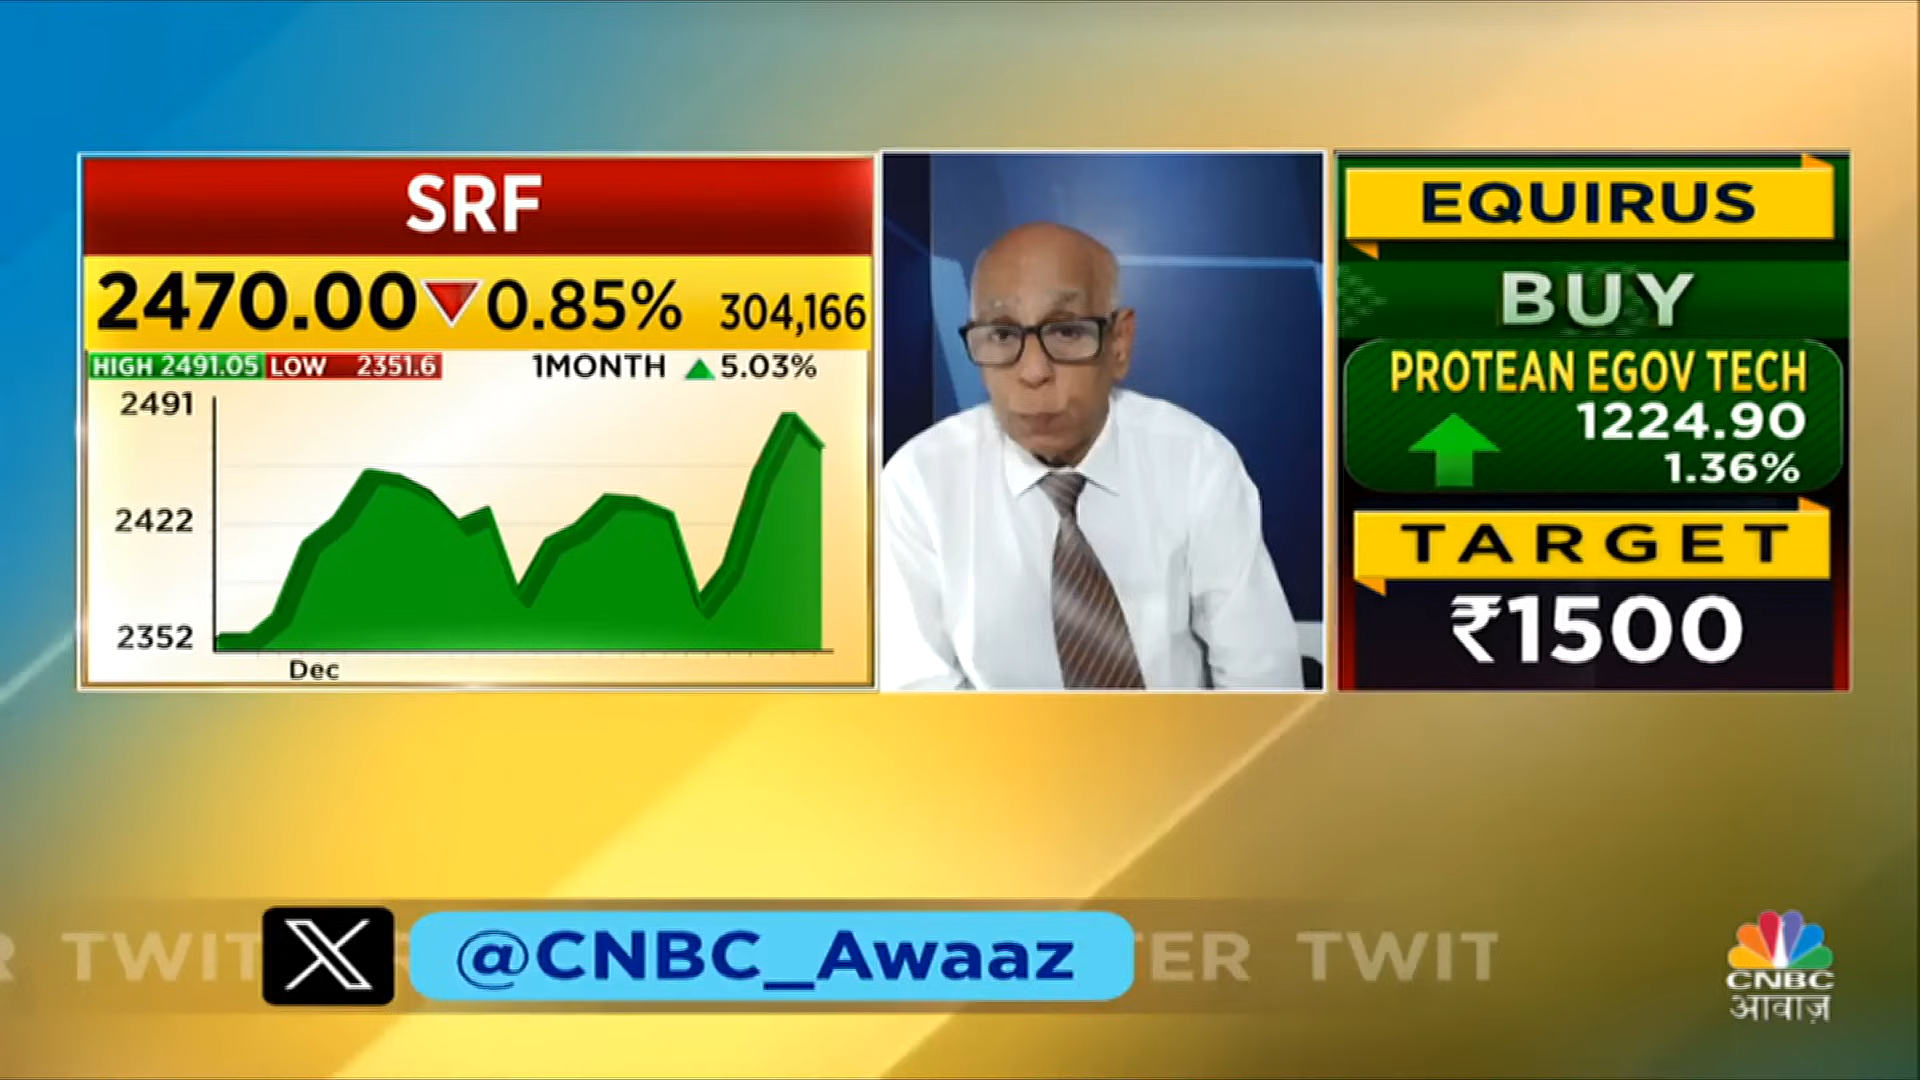 SRF
2470.00 0.85% 304,166
HIGH 2491.05 LOW 2351.6 1MONTH 5.03%
2491
2422
2352
Dec
EQUIRUS
BUY
PROTEAN EGOV TECH
1224.90
1.36%
TARGET
₹1500
R TWIT X @CNBC_Awaaz TER TWIT
CNBC
आवाज़